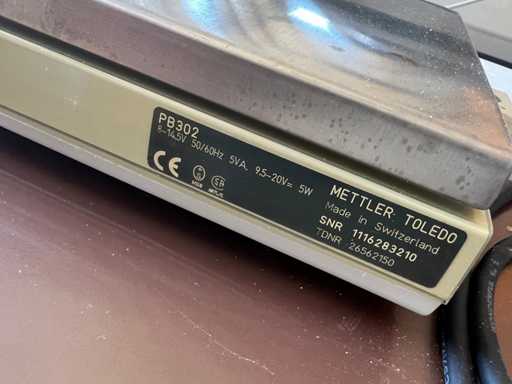 PB302
8-14,5V 50/60Hz 5VA, 9.5-20V= 5W
CE
METTLER TOLEDO
Made in Switzerland
SNR 1116283210
TDNR 26562150